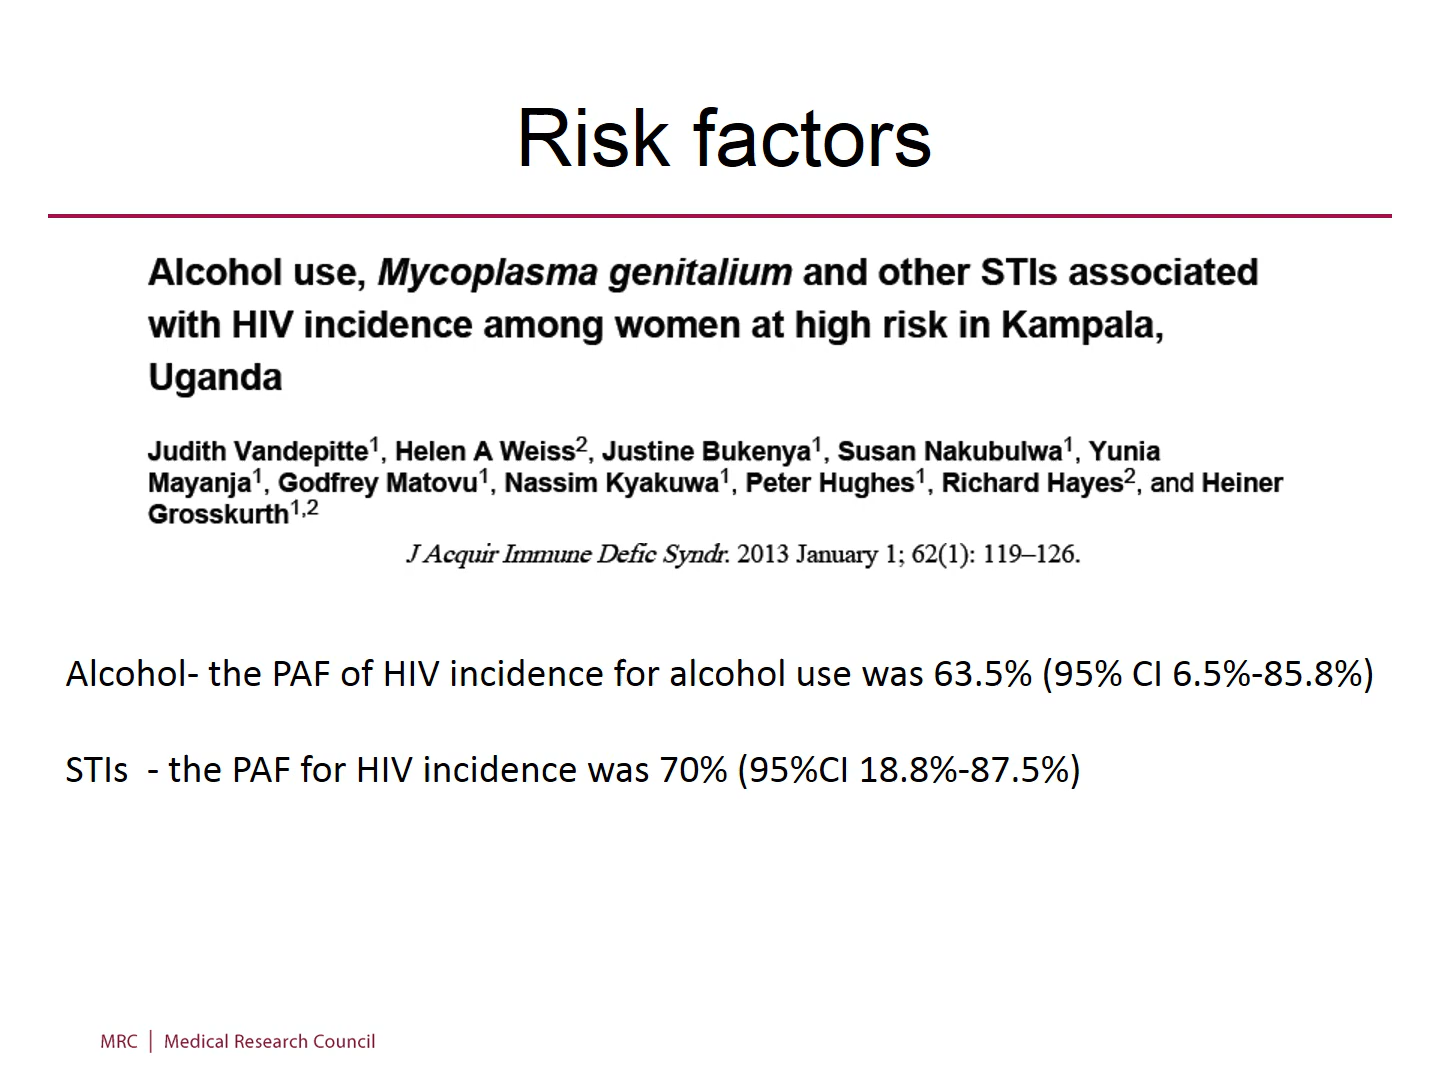 Risk factors
Alcohol use, Mycoplasma genitalium and other STIs associated
with HIV incidence among women at high risk in Kampala,
Uganda
Judith Vandepitte1, Helen A Weiss2, Justine Bukenya1, Susan Nakubulwa1, Yunia
Mayanja1, Godfrey Matovu1, Nassim Kyakuwa1, Peter Hughes1, Richard Hayes2, and Heiner
Grosskurth1,2
J Acquir Immune Defic Syndr. 2013 January 1; 62(1): 119–126.
Alcohol- the PAF of HIV incidence for alcohol use was 63.5% (95% CI 6.5%-85.8%)
STIs  - the PAF for HIV incidence was 70% (95%CI 18.8%-87.5%)
MRC | Medical Research Council